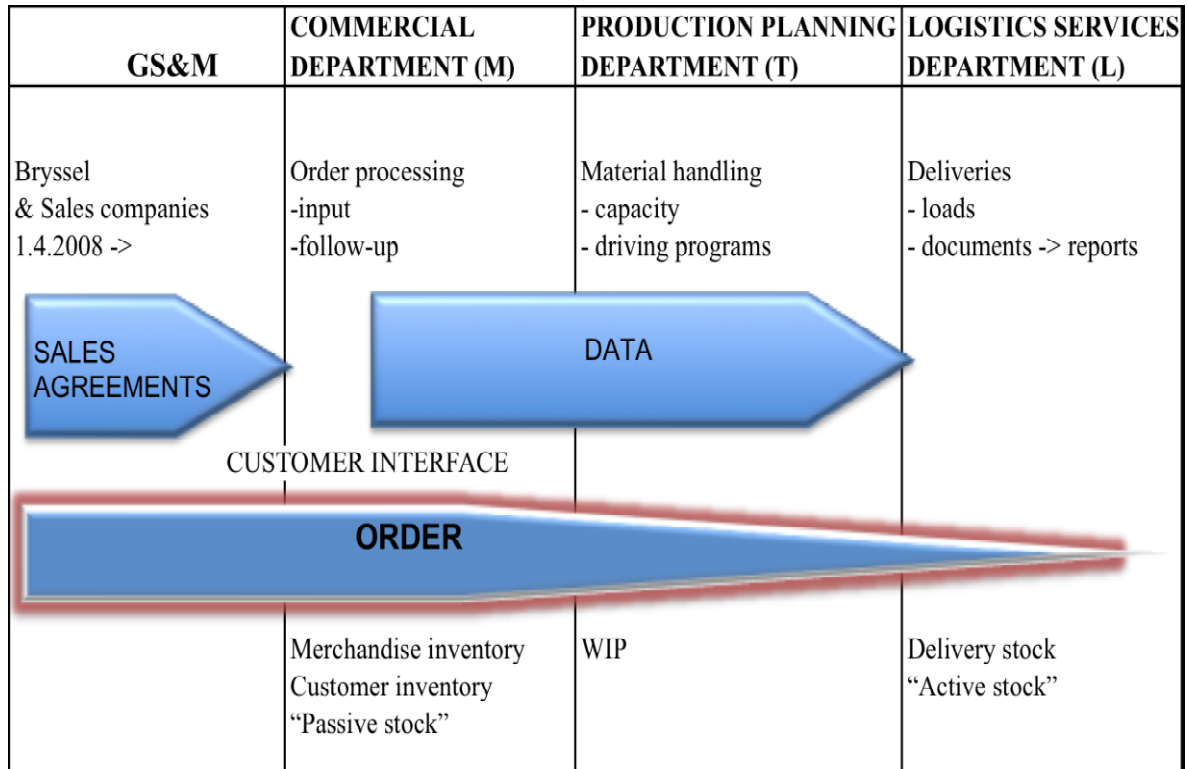 GS&M
COMMERCIAL
DEPARTMENT (M)
PRODUCTION PLANNING
DEPARTMENT (T)
LOGISTICS SERVICES
DEPARTMENT (L)
Bryssel
& Sales companies
1.4.2008 ->
Order processing
-input
-follow-up
Material handling
- capacity
- driving programs
Deliveries
- loads
- documents -> reports
SALES
AGREEMENTS
DATA
CUSTOMER INTERFACE
ORDER
Merchandise inventory
Customer inventory
“Passive stock”
WIP
Delivery stock
“Active stock”